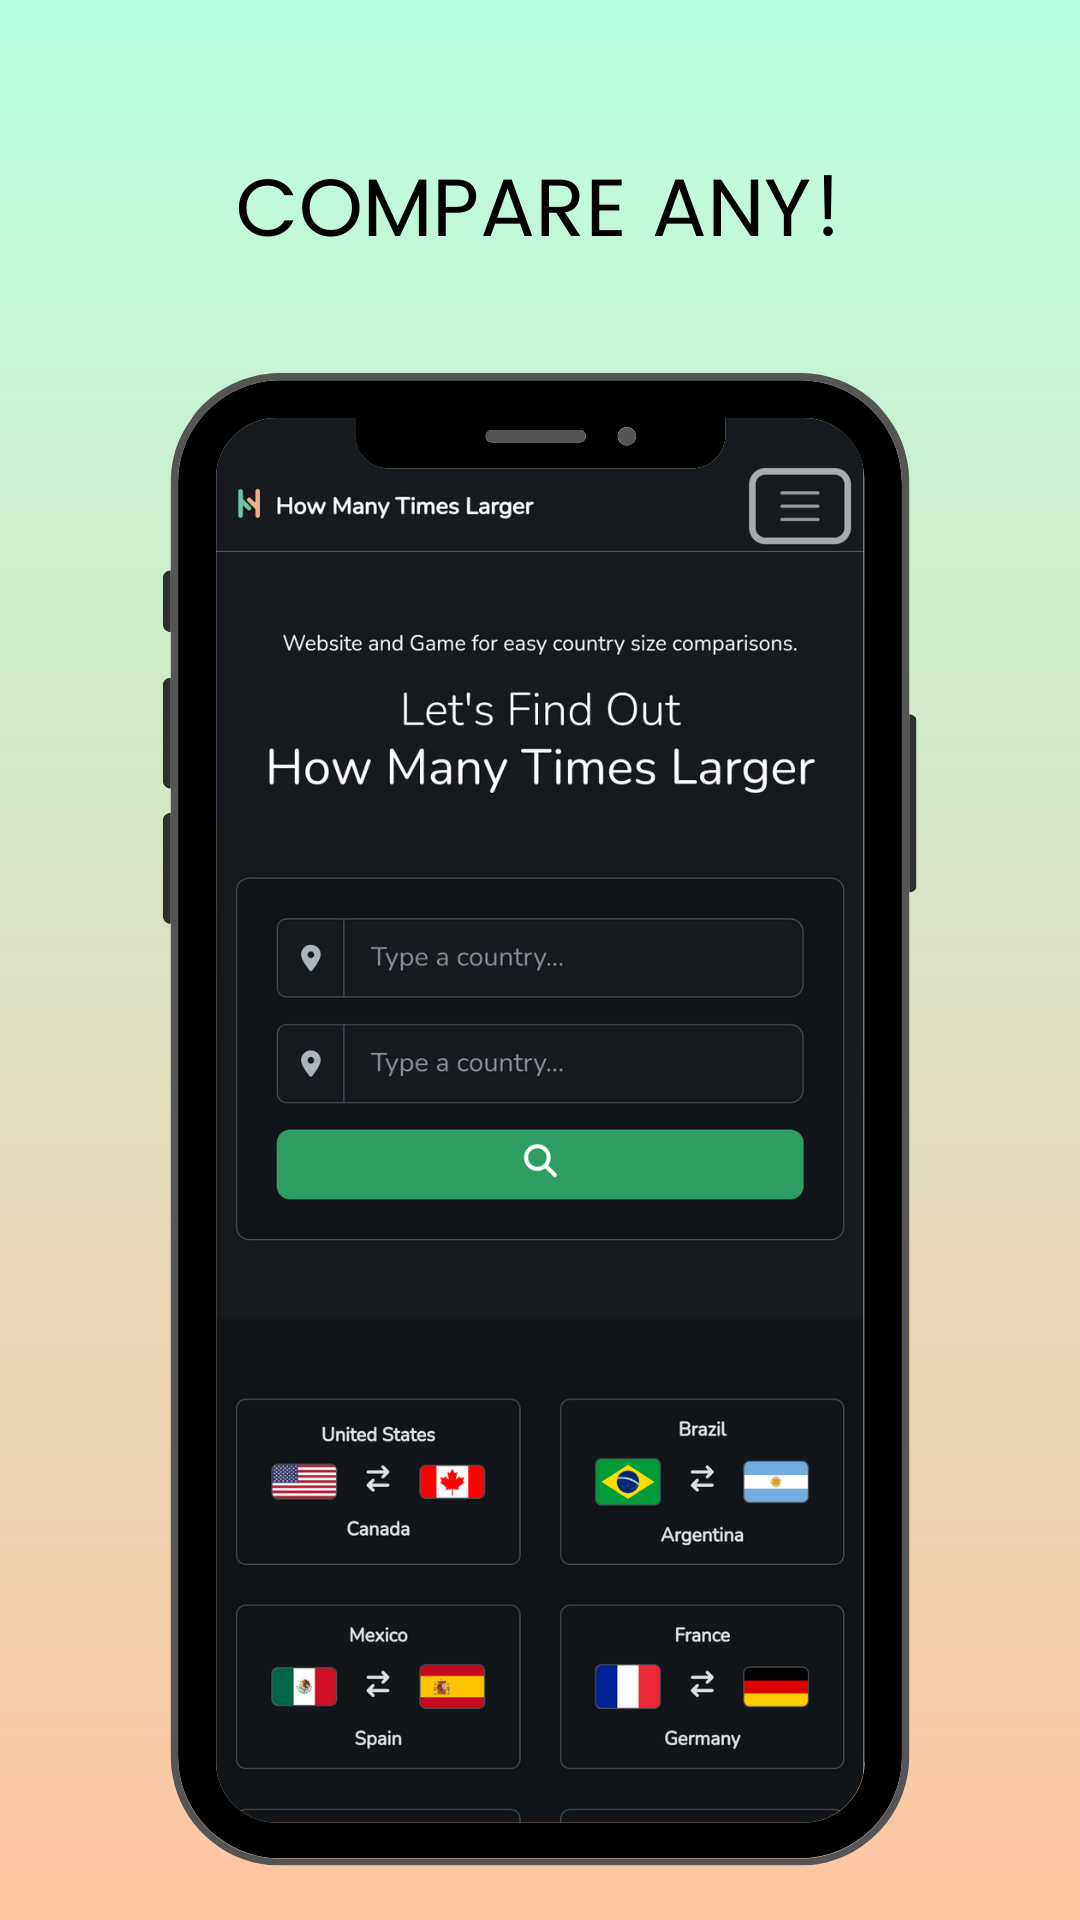 COMPARE ANY!
How Many Times Larger
Website and Game for easy country size comparisons.
Let's Find Out
How Many Times Larger
Type a country...
Type a country...
United States
Canada
Brazil
Argentina
Mexico
Spain
France
Germany